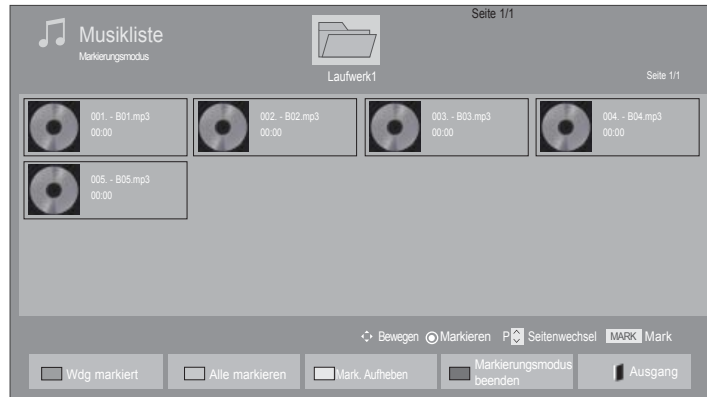 Seite 1/1
Musikliste
Markierungsmodus
Laufwerk1
Seite 1/1
001. - B01.mp3
00:00
002. - B02.mp3
00:00
003. - B03.mp3
00:00
004. - B04.mp3
00:00
005. - B05.mp3
00:00
Bewegen Markieren P Seitenwechsel MARK Mark
Wdg markiert
Alle markieren
Mark. Aufheben
Markierungsmodus
beenden
Ausgang